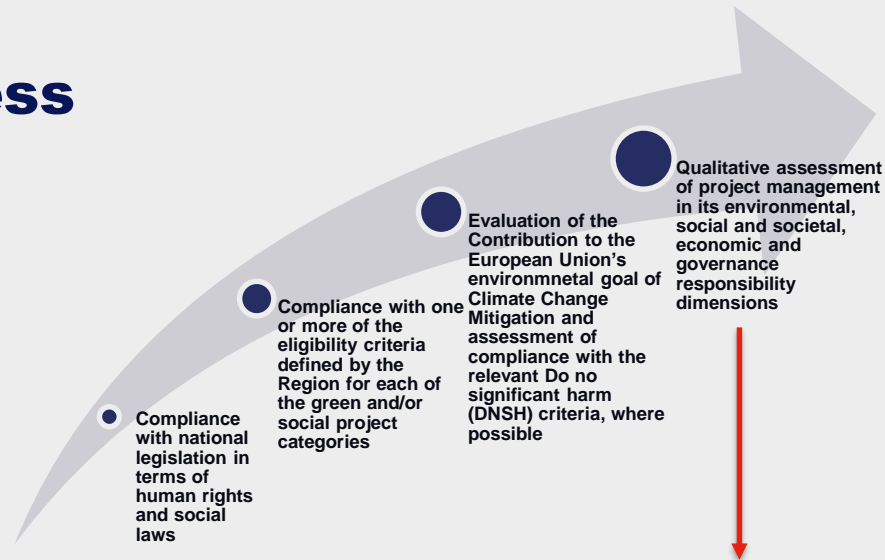 ess
Compliance
with national
legislation in
terms of
human rights
and social
laws
Compliance with one
or more of the
eligibility criteria
defined by the
Region for each of
the green and/or
social project
categories
Evaluation of the
Contribution to the
European Union's
environmnetal goal of
Climate Change
Mitigation and
assessment of
compliance with the
relevant Do no
significant harm
(DNSH) criteria, where
possible
Qualitative assessment
of project management
in its environmental,
social and societal,
economic and
governance
responsibility
dimensions